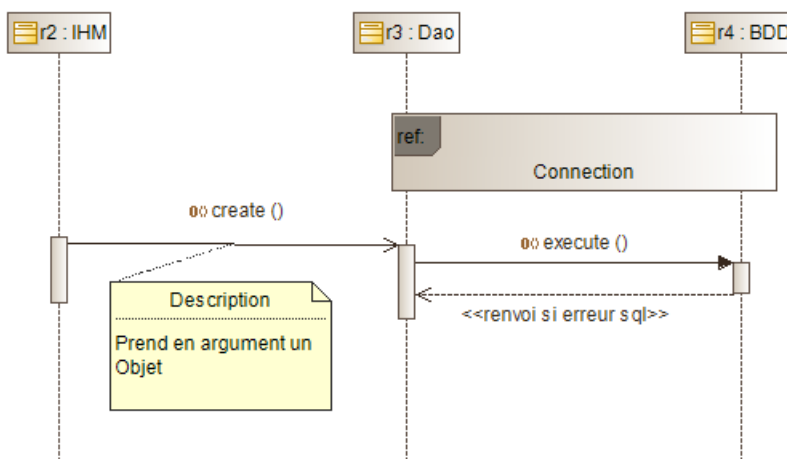 r2 : IHM
r3 : Dao
r4 : BDD
ref:
Connection
create ()
execute ()
Description
<<renvoi si erreur sql>>
Prend en argument un
Objet